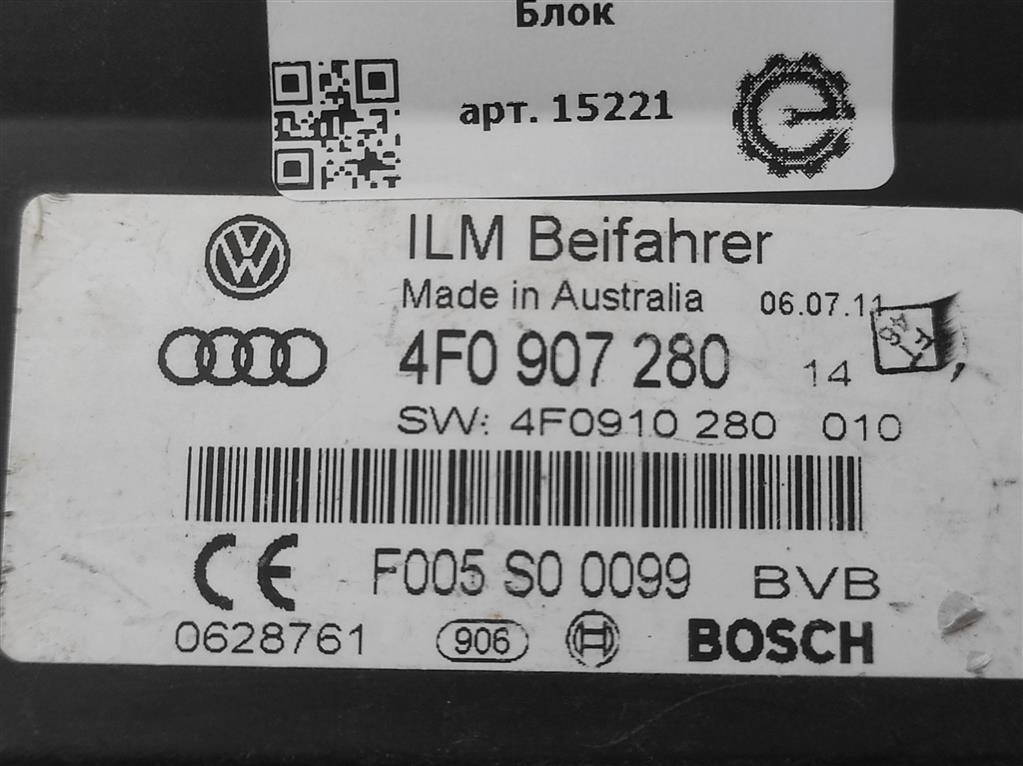 Блок
арт. 15221
ILM Beifahrer
Made in Australia 06.07.11
4F0 907 280 14
SW: 4F0910 280 010
CE F005 S0 0099 BVB
0628761 906 BOSCH